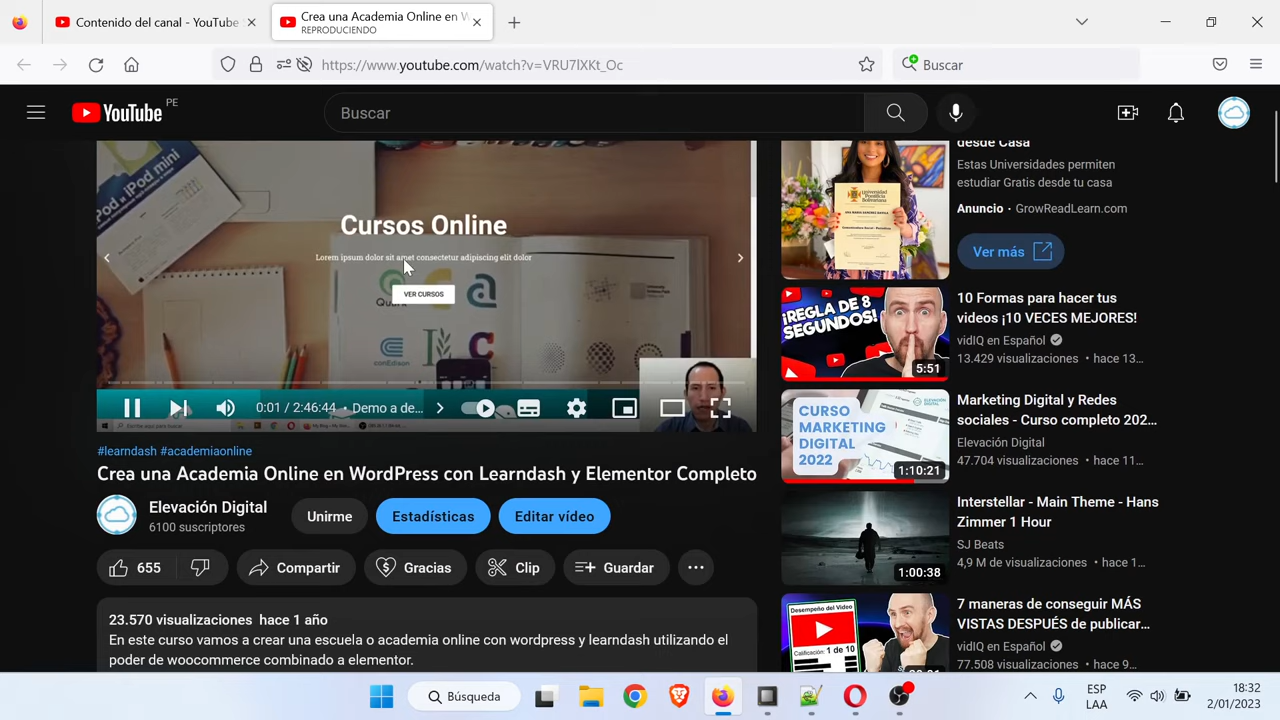 Contenido del canal - YouTube
Crea una Academia Online en W
REPRODUCIENDO
https://www.youtube.com/watch?v=VRU7lXKt_Oc
Buscar
YouTube
PE
Buscar
Cursos Online
Lorem ipsum dolor sit amet consectetur adipiscing elit dolor
VER CURSOS
0:01 / 2:46:44
Demo a de...
#learndash #academiaonline
Crea una Academia Online en WordPress con Learndash y Elementor Completo
Elevación Digital
6100 suscriptores
Unirme
Estadísticas
Editar vídeo
655
Compartir
Gracias
Clip
Guardar
visualizaciones hace 1 año
En este curso vamos a crear una escuela o academia online con wordpress y learndash utilizando el
de woocommerce combinado a elementor.
desde Casa
Estas Universidades permiten
estudiar Gratis desde tu casa
Anuncio · GrowReadLearn.com
Ver más
¡REGLA DE 8
SEGUNDOS!
5:51
10 Formas para hacer tus
videos ¡10 VECES MEJORES!
vidIQ en Español
13.429 visualizaciones • hace 13...
CURSO
MARKETING
DIGITAL
2022
1:10:21
Marketing Digital y Redes
sociales - Curso completo 202...
Elevación Digital
47.704 visualizaciones • hace 11...
1:00:38
Interstellar - Main Theme - Hans
Zimmer 1 Hour
SJ Beats
4,9 M de visualizaciones • hace 1...
Desempeño del Video
Calificación: 1 de 10
7 maneras de conseguir MÁS
VISTAS DESPUÉS de publicar...
vidIQ en Español
77.508 visualizaciones • hace 9...
Búsqueda
ESP
LAA
18:32
2/01/2023